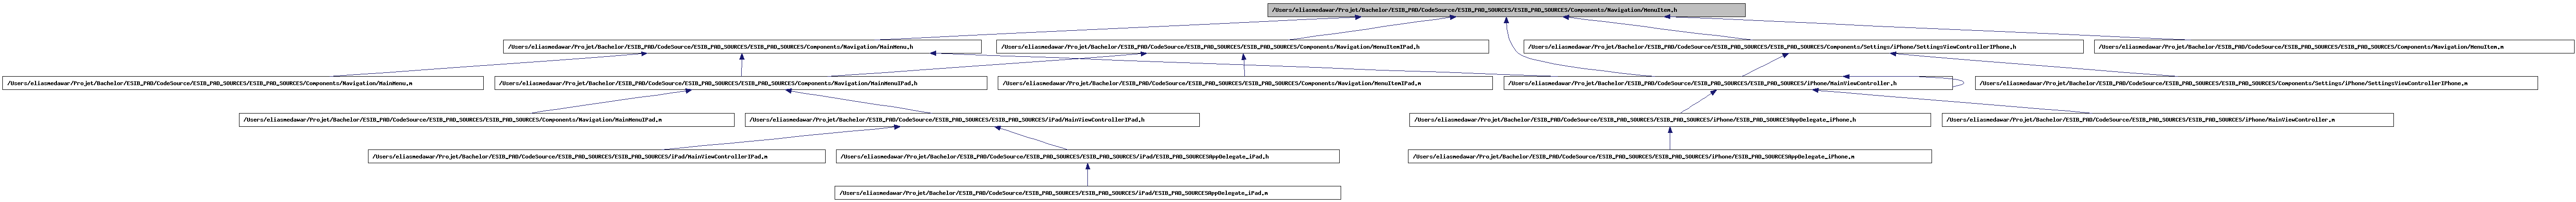 /Users/eliasmedawar/Projet/Bachelor/ESIB_PAD/CodeSource/ESIB_PAD_SOURCES/ESIB_PAD_SOURCES/Components/Navigation/MenuItem.h
/Users/eliasmedawar/Projet/Bachelor/ESIB_PAD/CodeSource/ESIB_PAD_SOURCES/ESIB_PAD_SOURCES/Components/Navigation/MainMenu.h
/Users/eliasmedawar/Projet/Bachelor/ESIB_PAD/CodeSource/ESIB_PAD_SOURCES/ESIB_PAD_SOURCES/Components/Navigation/MenuItemIPad.h
/Users/eliasmedawar/Projet/Bachelor/ESIB_PAD/CodeSource/ESIB_PAD_SOURCES/ESIB_PAD_SOURCES/Components/Settings/iPhone/SettingsViewControllerIPhone.h
/Users/eliasmedawar/Projet/Bachelor/ESIB_PAD/CodeSource/ESIB_PAD_SOURCES/ESIB_PAD_SOURCES/Components/Navigation/MenuItem.m
/Users/eliasmedawar/Projet/Bachelor/ESIB_PAD/CodeSource/ESIB_PAD_SOURCES/ESIB_PAD_SOURCES/Components/Navigation/MainMenu.m
/Users/eliasmedawar/Projet/Bachelor/ESIB_PAD/CodeSource/ESIB_PAD_SOURCES/ESIB_PAD_SOURCES/Components/Navigation/MainMenuIPad.h
/Users/eliasmedawar/Projet/Bachelor/ESIB_PAD/CodeSource/ESIB_PAD_SOURCES/ESIB_PAD_SOURCES/Components/Navigation/MenuItemIPad.m
/Users/eliasmedawar/Projet/Bachelor/ESIB_PAD/CodeSource/ESIB_PAD_SOURCES/ESIB_PAD_SOURCES/iPhone/MainViewController.h
/Users/eliasmedawar/Projet/Bachelor/ESIB_PAD/CodeSource/ESIB_PAD_SOURCES/ESIB_PAD_SOURCES/Components/Settings/iPhone/SettingsViewControllerIPhone.m
/Users/eliasmedawar/Projet/Bachelor/ESIB_PAD/CodeSource/ESIB_PAD_SOURCES/ESIB_PAD_SOURCES/Components/Navigation/MainMenuIPad.m
/Users/eliasmedawar/Projet/Bachelor/ESIB_PAD/CodeSource/ESIB_PAD_SOURCES/ESIB_PAD_SOURCES/iPad/MainViewControllerIPad.h
/Users/eliasmedawar/Projet/Bachelor/ESIB_PAD/CodeSource/ESIB_PAD_SOURCES/ESIB_PAD_SOURCES/iPhone/ESIB_PAD_SOURCESAppDelegate_iPhone.h
/Users/eliasmedawar/Projet/Bachelor/ESIB_PAD/CodeSource/ESIB_PAD_SOURCES/ESIB_PAD_SOURCES/iPhone/MainViewController.m
/Users/eliasmedawar/Projet/Bachelor/ESIB_PAD/CodeSource/ESIB_PAD_SOURCES/ESIB_PAD_SOURCES/iPad/MainViewControllerIPad.m
/Users/eliasmedawar/Projet/Bachelor/ESIB_PAD/CodeSource/ESIB_PAD_SOURCES/ESIB_PAD_SOURCES/iPad/ESIB_PAD_SOURCESAppDelegate_iPad.h
/Users/eliasmedawar/Projet/Bachelor/ESIB_PAD/CodeSource/ESIB_PAD_SOURCES/ESIB_PAD_SOURCES/iPhone/ESIB_PAD_SOURCESAppDelegate_iPhone.m
/Users/eliasmedawar/Projet/Bachelor/ESIB_PAD/CodeSource/ESIB_PAD_SOURCES/ESIB_PAD_SOURCES/iPad/ESIB_PAD_SOURCESAppDelegate_iPad.m